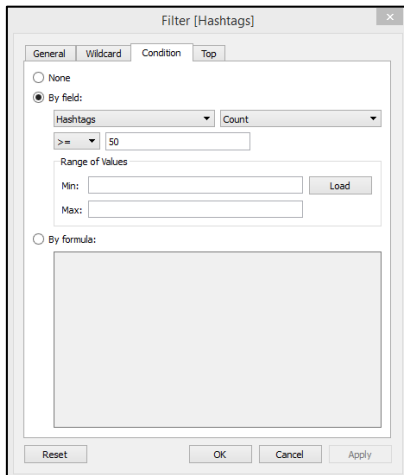 Filter [Hashtags]
General Wildcard Condition Top
None
By field:
Hashtags Count
>= 50
Range of Values
Min: Load
Max:
By formula:
Reset OK Cancel Apply